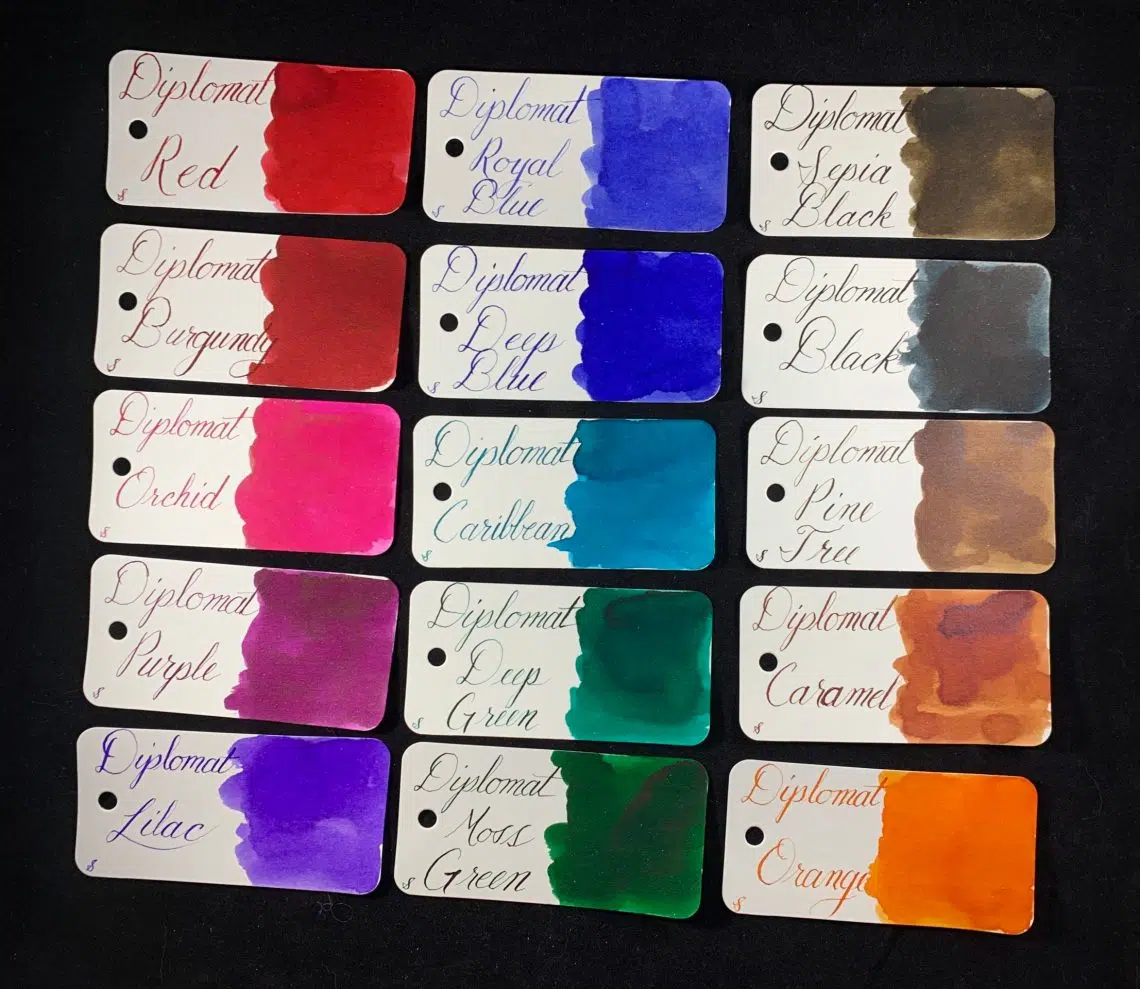 Diplomat
Red
Diplomat
Royal
Blue
Diplomat
Sepia
Black
Diplomat
Burgundy
Diplomat
Deep
Blue
Diplomat
Black
Diplomat
Orchid
Diplomat
Caribbean
Diplomat
Pine
Tree
Diplomat
Purple
Diplomat
Deep
Green
Diplomat
Caramel
Diplomat
Lilac
Diplomat
Moss
Green
Diplomat
Orange